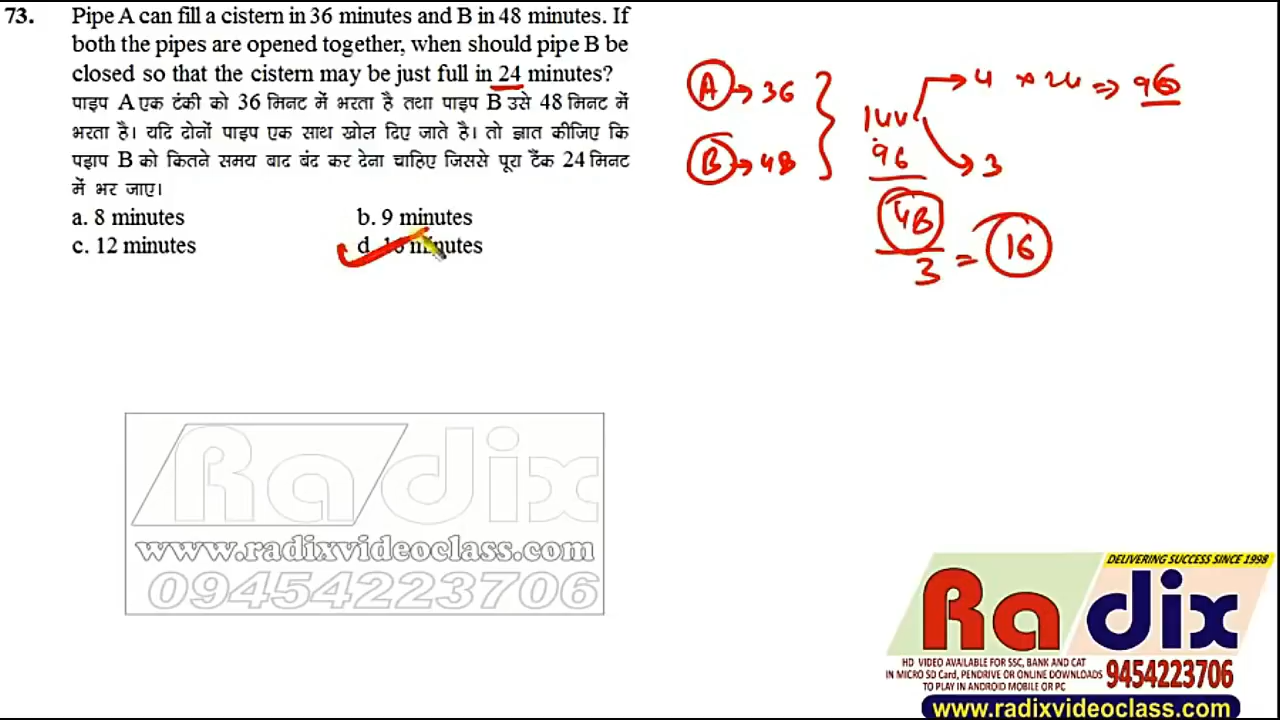 73. Pipe A can fill a cistern in 36 minutes and B in 48 minutes. If
both the pipes are opened together, when should pipe B be
closed so that the cistern may be just full in 24 minutes?
पाइप A एक टंकी को 36 मिनट में भरता है तथा पाइप B उसे 48 मिनट में
भरता है। यदि दोनों पाइप एक साथ खोल दिए जाते है। तो ज्ञात कीजिए कि
पइाप B को कितने समय बाद बंद कर देना चाहिए जिससे पूरा टैंक 24 मिनट
में भर जाए।
a. 8 minutes b. 9 minutes
c. 12 minutes d. 16 minutes
A → 36
B → 48
144
96
48
3 = 16
4 × 24 ⇒ 96
3
Radix
www.radixvideoclass.com
09454223706
DELIVERING SUCCESS SINCE 1998
Radix
HD VIDEO AVAILABLE FOR SSC, BANK AND CAT
IN MICRO SD Card, PENDRIVE OR ONLINE DOWNLOADS
TO PLAY IN ANDROID MOBILE OR PC
9454223706
www.radixvideoclass.com